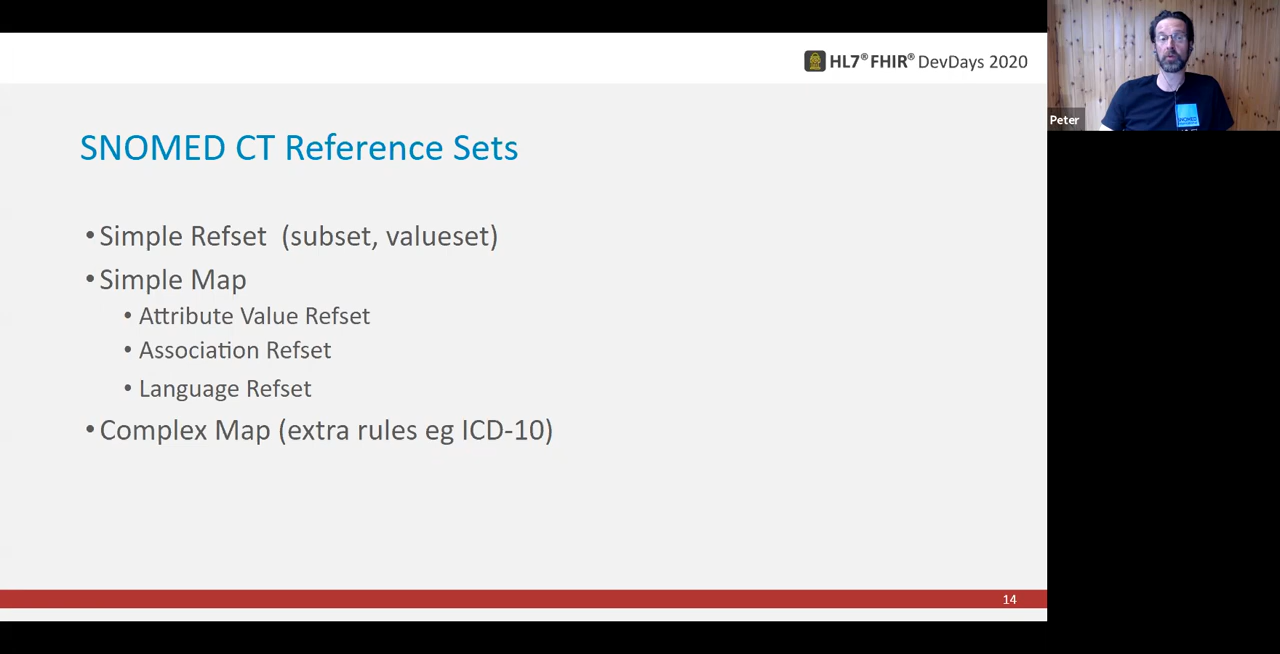 HL7® FHIR® DevDays 2020
Peter
SNOMED
SNOMED CT Reference Sets
•Simple Refset (subset, valueset)
•Simple Map
• Attribute Value Refset
• Association Refset
• Language Refset
•Complex Map (extra rules eg ICD-10)
14